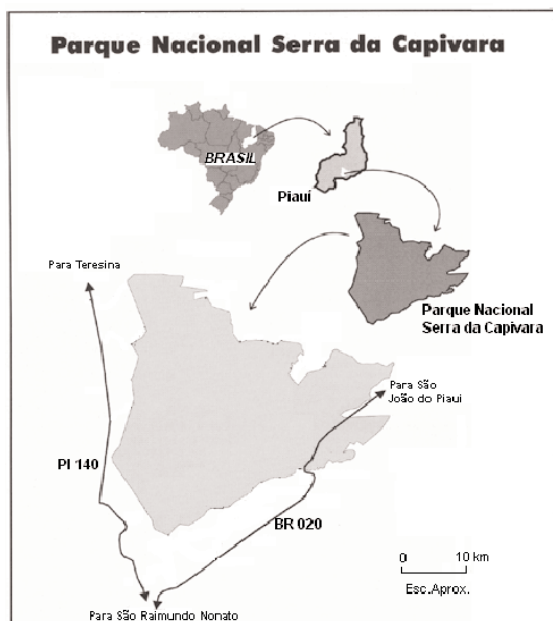 Parque Nacional Serra da Capivara
BRASIL
Piauí
Parque Nacional
Serra da Capivara
Para Teresina
Para São
João do Piaui
PI 140
BR 020
0 10 km
Esc.Aprox.
Para São Raimundo Nonato